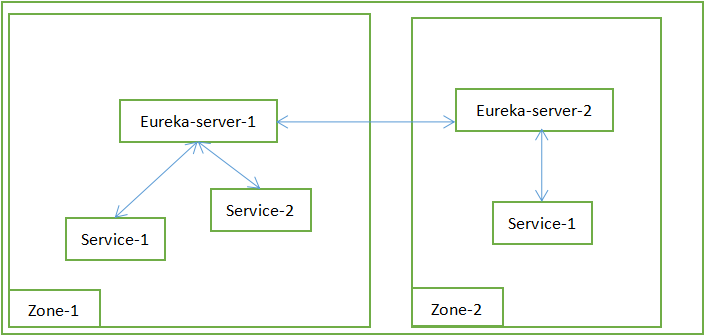 Eureka-server-1
Eureka-server-2
Service-2
Service-1
Service-1
Zone-1
Zone-2